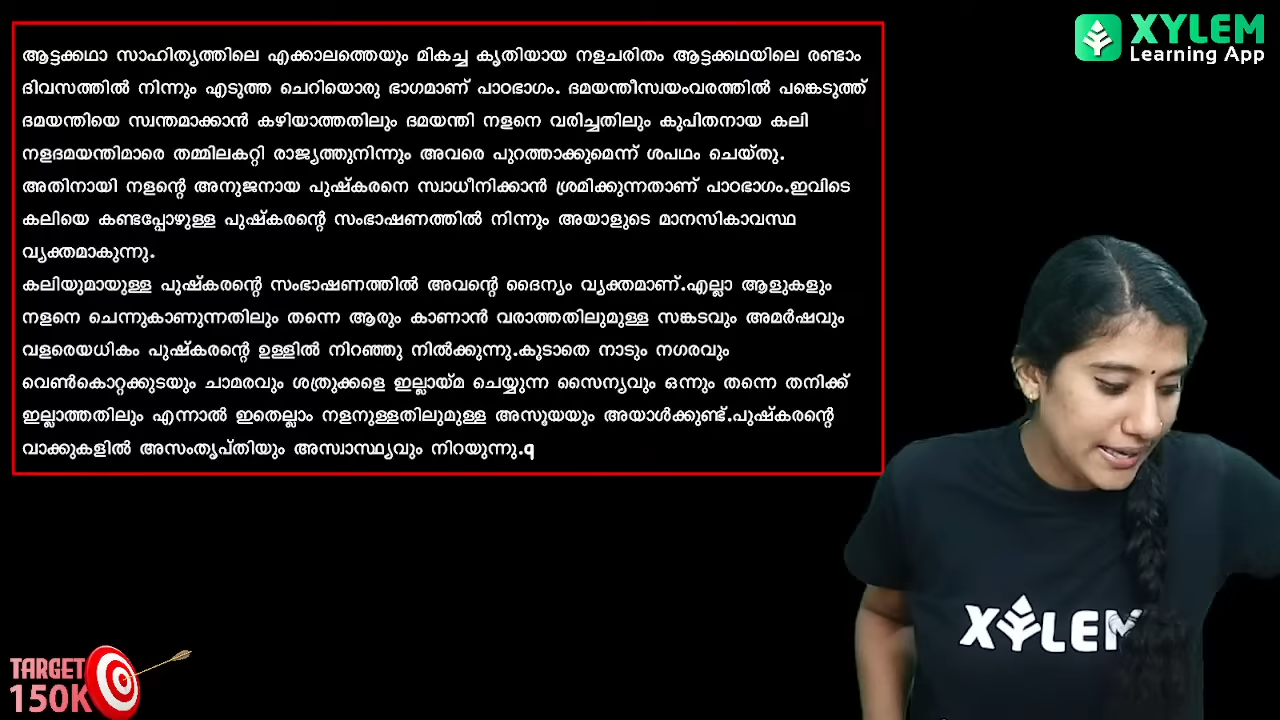 ആട്ടക്കഥാ സാഹിത്യത്തിലെ എക്കാലത്തെയും മികച്ച കൃതിയായ നളചരിതം ആട്ടക്കഥയിലെ രണ്ടാം
ദിവസത്തിൽ നിന്നും എടുത്ത ചെറിയൊരു ഭാഗമാണ് പാഠഭാഗം. ദമയന്തീസ്വയംവരത്തിൽ പങ്കെടുത്ത്
ദമയന്തിയെ സ്വന്തമാക്കാൻ കഴിയാത്തതിലും ദമയന്തി നളനെ വരിച്ചതിലും കുപിതനായ കലി
നളദമയന്തിമാരെ തമ്മിലകറ്റി രാജ്യത്തുനിന്നും അവരെ പുറത്താക്കുമെന്ന് ശപഥം ചെയ്തു.
അതിനായി നളന്റെ അനുജനായ പുഷ്കരനെ സ്വാധീനിക്കാൻ ശ്രമിക്കുന്നതാണ് പാഠഭാഗം.ഇവിടെ
കലിയെ കണ്ടപ്പോഴുള്ള പുഷ്കരന്റെ സംഭാഷണത്തിൽ നിന്നും അയാളുടെ മാനസികാവസ്ഥ
വ്യക്തമാകുന്നു.
കലിയുമായുള്ള പുഷ്കരന്റെ സംഭാഷണത്തിൽ അവന്റെ ദൈന്യം വ്യക്തമാണ്.എല്ലാ ആളുകളും
നളനെ ചെന്നുകാണുന്നതിലും തന്നെ ആരും കാണാൻ വരാത്തതിലുമുള്ള സങ്കടവും അമർഷവും
വളരെയധികം പുഷ്കരന്റെ ഉള്ളിൽ നിറഞ്ഞു നിൽക്കുന്നു.കൂടാതെ നാടും നഗരവും
വെൺകൊറ്റക്കുടയും ചാമരവും ശത്രുക്കളെ ഇല്ലായ്മ ചെയ്യുന്ന സൈന്യവും ഒന്നും തന്നെ തനിക്ക്
ഇല്ലാത്തതിലും എന്നാൽ ഇതെല്ലാം നളനുള്ളതിലുമുള്ള അസൂയയും അയാൾക്കുണ്ട്.പുഷ്കരന്റെ
വാക്കുകളിൽ അസംതൃപ്തിയും അസ്വാസ്ഥ്യവും നിറയുന്നു.q
XYLEM
Learning App
XYLEM
TARGET
150K